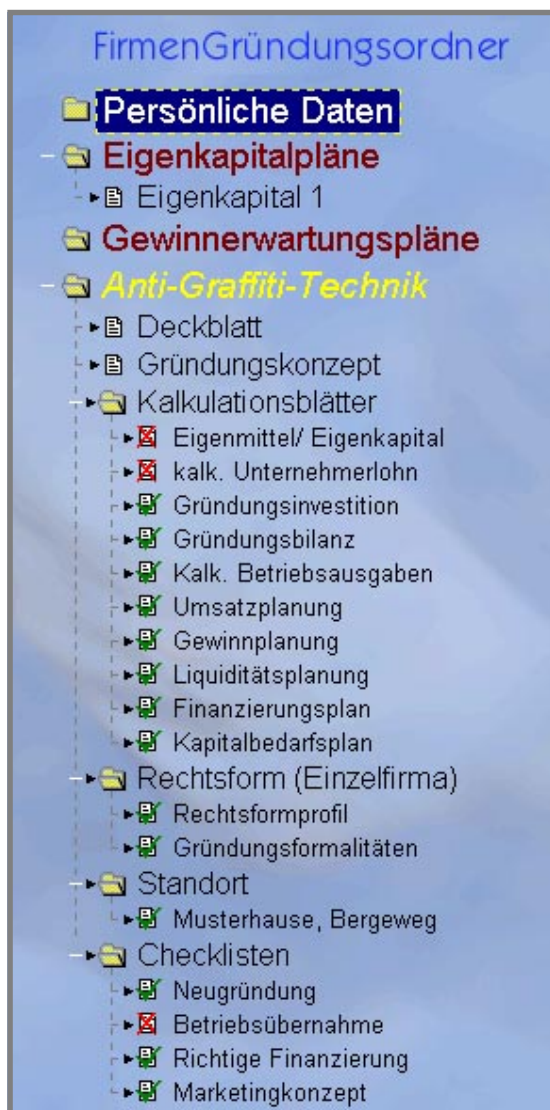 FirmenGründungsordner
Persönliche Daten
Eigenkapitalpläne
Eigenkapital 1
Gewinnerwartungspläne
Anti-Graffiti-Technik
Deckblatt
Gründungskonzept
Kalkulationsblätter
Eigenmittel/ Eigenkapital
kalk. Unternehmerlohn
Gründungsinvestition
Gründungsbilanz
Kalk. Betriebsausgaben
Umsatzplanung
Gewinnplanung
Liquiditätsplanung
Finanzierungsplan
Kapitalbedarfsplan
Rechtsform (Einzelfirma)
Rechtsformprofil
Gründungsformalitäten
Standort
Musterhause, Bergeweg
Checklisten
Neugründung
Betriebsübernahme
Richtige Finanzierung
Marketingkonzept